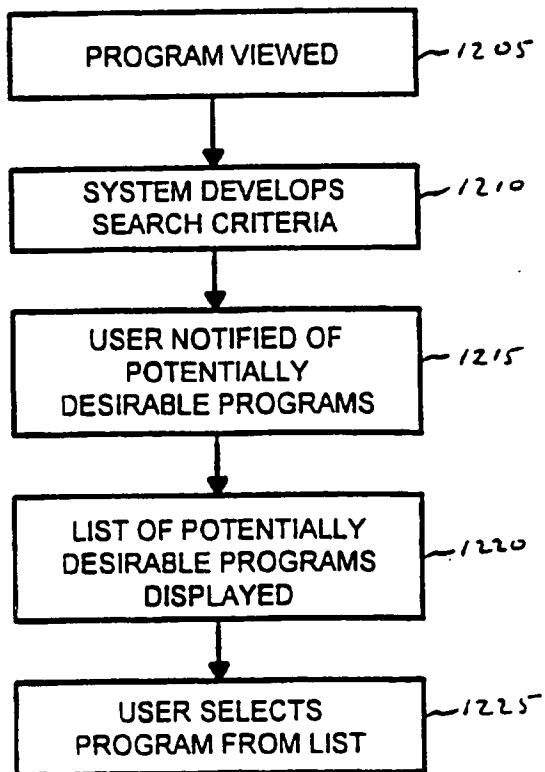 PROGRAM VIEWED
1205
SYSTEM DEVELOPS
SEARCH CRITERIA
1210
USER NOTIFIED OF
POTENTIALLY
DESIRABLE PROGRAMS
1215
LIST OF POTENTIALLY
DESIRABLE PROGRAMS
DISPLAYED
1220
USER SELECTS
PROGRAM FROM LIST
1225